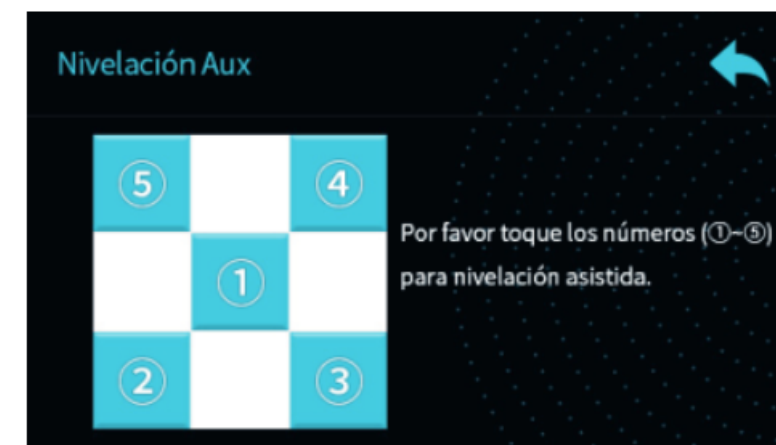 Nivelación Aux
⑤ ④
①
② ③
Por favor toque los números (①~⑤)
para nivelación asistida.